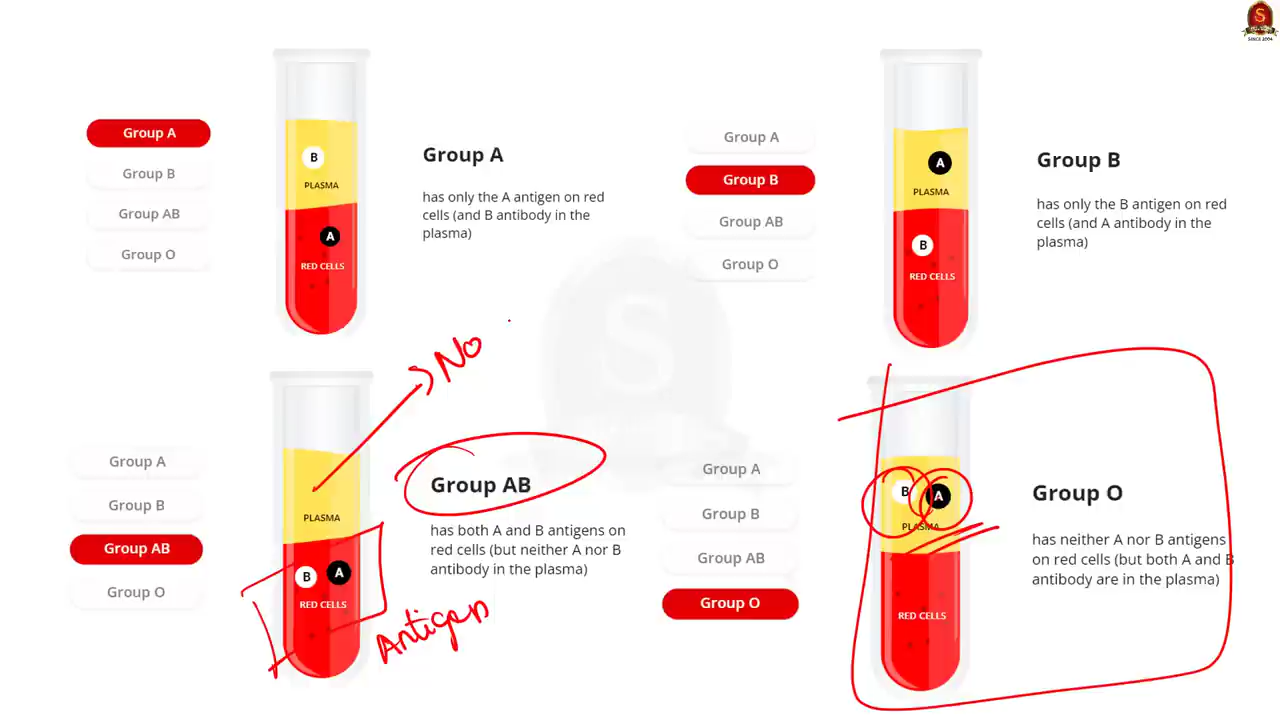 S
SINCE 2004
Group A
Group B
Group AB
Group O
B
PLASMA
A
RED CELLS
Group A
has only the A antigen on red
cells (and B antibody in the
plasma)
Group A
Group B
Group AB
Group O
A
PLASMA
B
RED CELLS
Group B
has only the B antigen on red
cells (and A antibody in the
plasma)
S
No
Group A
Group B
Group AB
Group O
PLASMA
B A
RED CELLS
Antigen
Group AB
has both A and B antigens on
red cells (but neither A nor B
antibody in the plasma)
Group A
Group B
Group AB
Group O
B A
PLASMA
RED CELLS
Group O
has neither A nor B antigens
on red cells (but both A and B
antibody are in the plasma)